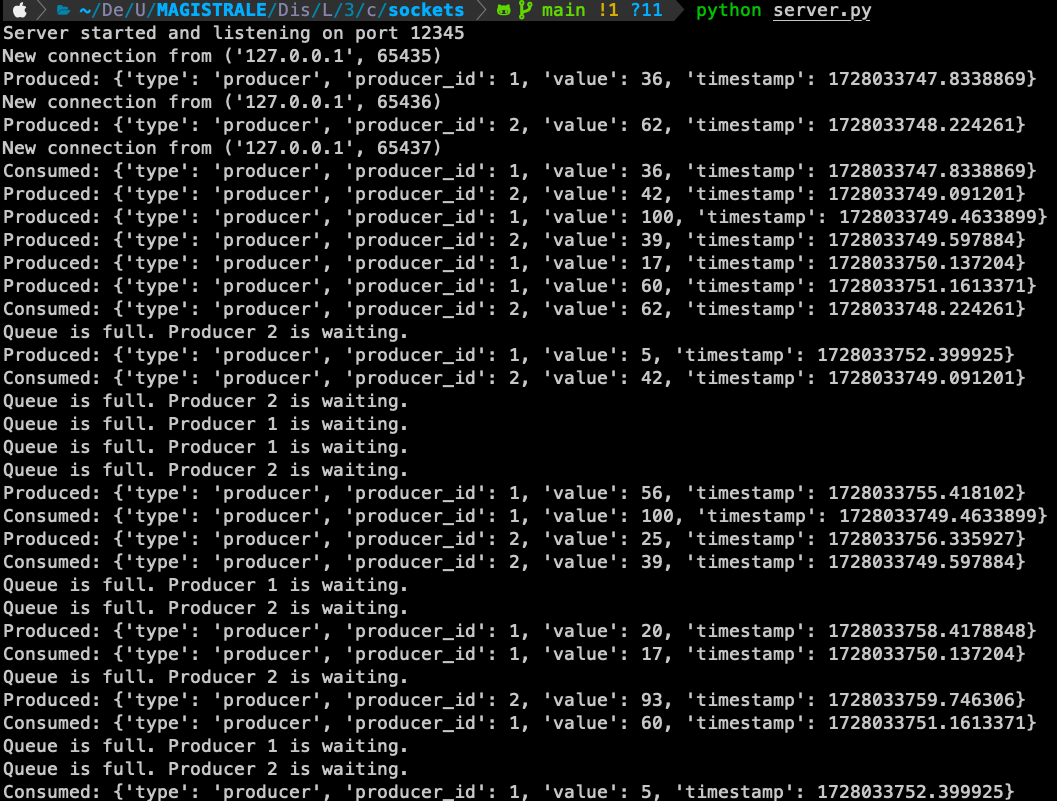 ~/De/U/MAGISTRALE/Dis/L/3/c/sockets main !1 ?11 python server.py
Server started and listening on port 12345
New connection from ('127.0.0.1', 65435)
Produced: {'type': 'producer', 'producer_id': 1, 'value': 36, 'timestamp': 1728033747.8338869}
New connection from ('127.0.0.1', 65436)
Produced: {'type': 'producer', 'producer_id': 2, 'value': 62, 'timestamp': 1728033748.224261}
New connection from ('127.0.0.1', 65437)
Consumed: {'type': 'producer', 'producer_id': 1, 'value': 36, 'timestamp': 1728033747.8338869}
Produced: {'type': 'producer', 'producer_id': 2, 'value': 42, 'timestamp': 1728033749.091201}
Produced: {'type': 'producer', 'producer_id': 1, 'value': 100, 'timestamp': 1728033749.4633899}
Produced: {'type': 'producer', 'producer_id': 2, 'value': 39, 'timestamp': 1728033749.597884}
Produced: {'type': 'producer', 'producer_id': 1, 'value': 17, 'timestamp': 1728033750.137204}
Produced: {'type': 'producer', 'producer_id': 1, 'value': 60, 'timestamp': 1728033751.1613371}
Consumed: {'type': 'producer', 'producer_id': 2, 'value': 62, 'timestamp': 1728033748.224261}
Queue is full. Producer 2 is waiting.
Produced: {'type': 'producer', 'producer_id': 1, 'value': 5, 'timestamp': 1728033752.399925}
Consumed: {'type': 'producer', 'producer_id': 2, 'value': 42, 'timestamp': 1728033749.091201}
Queue is full. Producer 2 is waiting.
Queue is full. Producer 1 is waiting.
Queue is full. Producer 1 is waiting.
Queue is full. Producer 2 is waiting.
Produced: {'type': 'producer', 'producer_id': 1, 'value': 56, 'timestamp': 1728033755.418102}
Consumed: {'type': 'producer', 'producer_id': 1, 'value': 100, 'timestamp': 1728033749.4633899}
Produced: {'type': 'producer', 'producer_id': 2, 'value': 25, 'timestamp': 1728033756.335927}
Consumed: {'type': 'producer', 'producer_id': 2, 'value': 39, 'timestamp': 1728033749.597884}
Queue is full. Producer 1 is waiting.
Queue is full. Producer 2 is waiting.
Produced: {'type': 'producer', 'producer_id': 1, 'value': 20, 'timestamp': 1728033758.4178848}
Consumed: {'type': 'producer', 'producer_id': 1, 'value': 17, 'timestamp': 1728033750.137204}
Queue is full. Producer 2 is waiting.
Produced: {'type': 'producer', 'producer_id': 2, 'value': 93, 'timestamp': 1728033759.746306}
Consumed: {'type': 'producer', 'producer_id': 1, 'value': 60, 'timestamp': 1728033751.1613371}
Queue is full. Producer 1 is waiting.
Queue is full. Producer 2 is waiting.
Consumed: {'type': 'producer', 'producer_id': 1, 'value': 5, 'timestamp': 1728033752.399925}